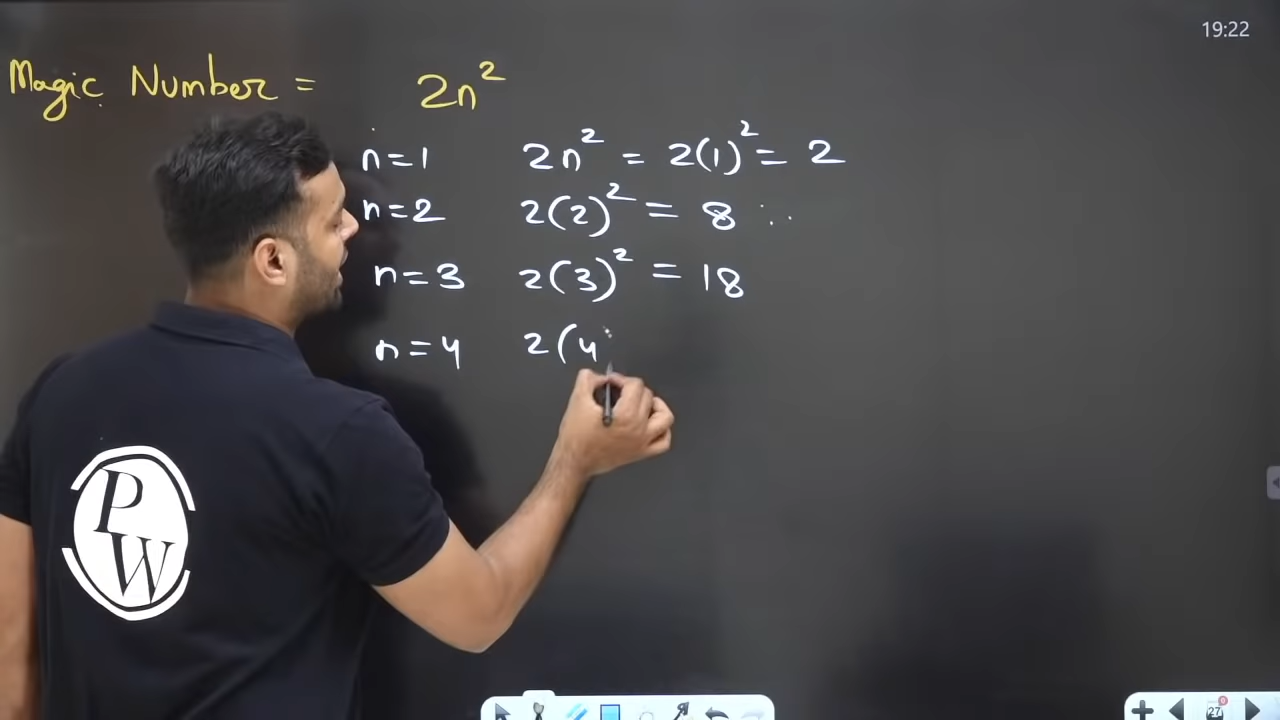 19:22
Magic Number = 2n²
n=1 2n² = 2(1)² = 2
n=2 2(2)² = 8
n=3 2(3)² = 18
n=4 2(4
PW
27